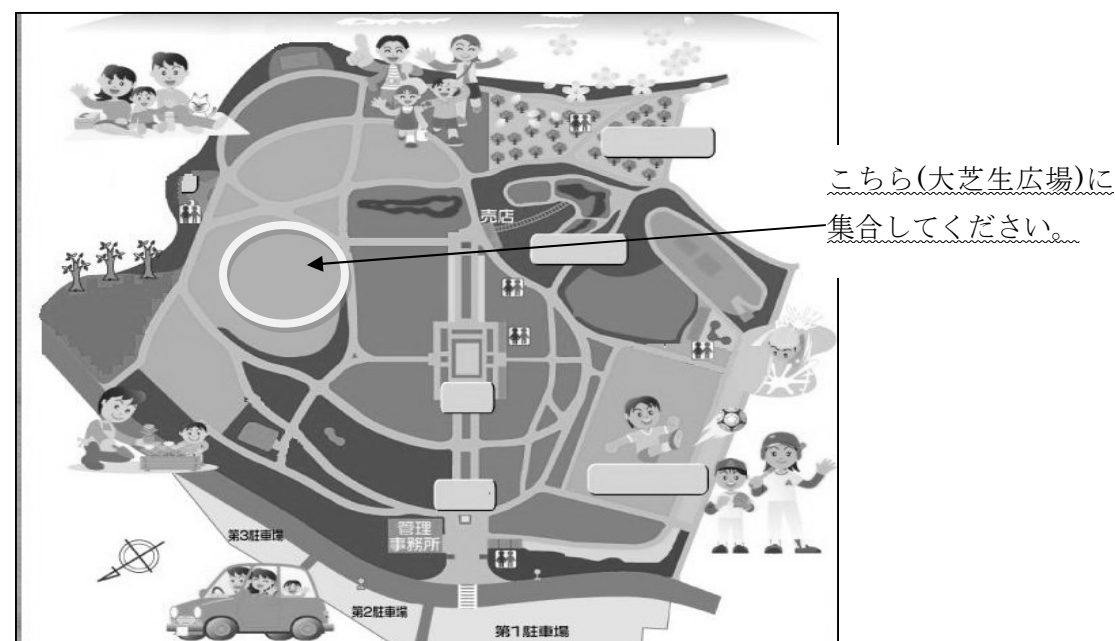 こちら(大芝生広場)に
集合してください。
売店
管理
事務所
第3駐車場
第2駐車場
第1駐車場